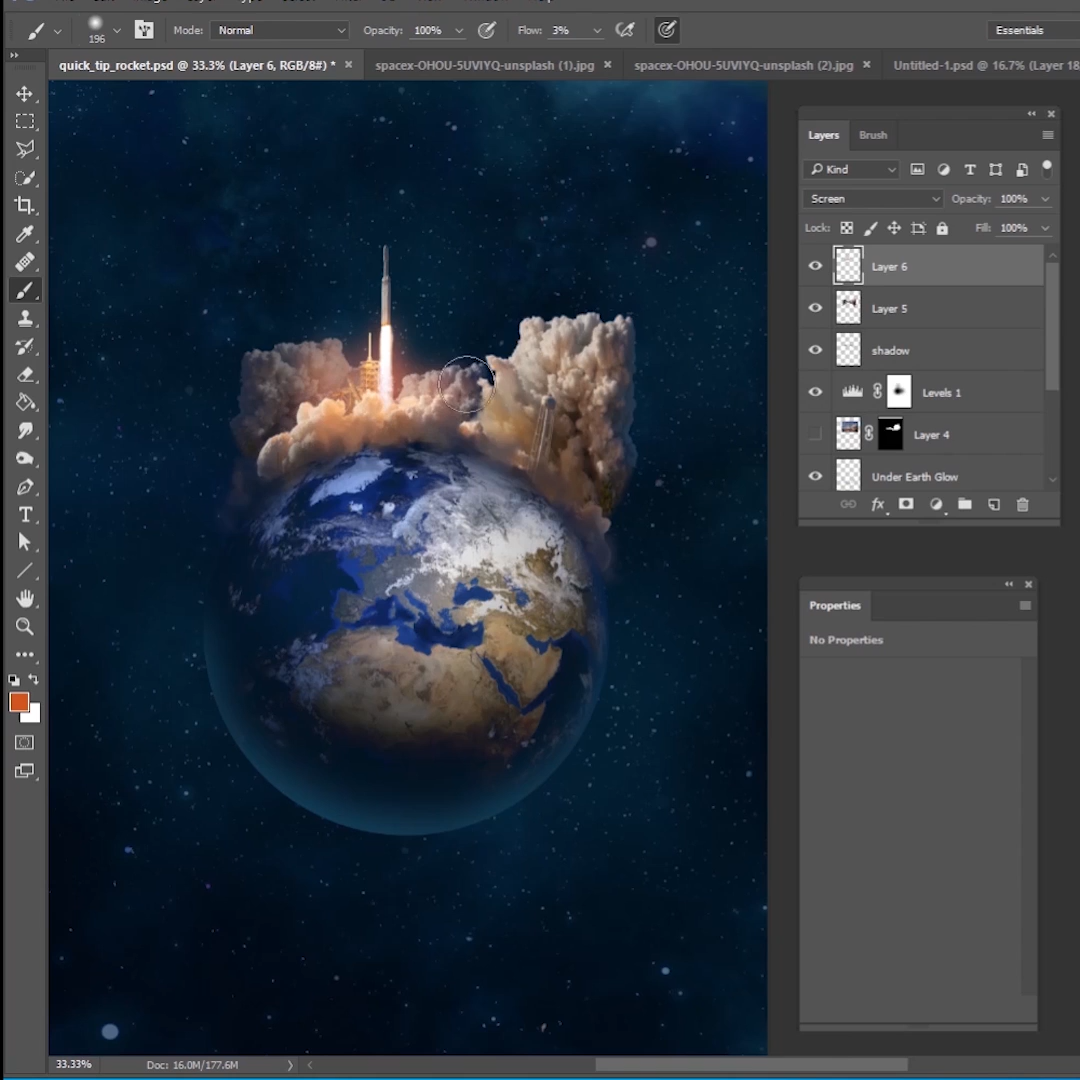 196 Mode: Normal Opacity: 100% Flow: 3% Essentials
quick_tip_rocket.psd @ 33.3% (Layer 6, RGB/8#) * × spacex-OHOU-5UVIYQ-unsplash (1).jpg × spacex-OHOU-5UVIYQ-unsplash (2).jpg × Untitled-1.psd @ 16.7% (Layer 18
Layers Brush
Kind
Screen Opacity: 100%
Lock: Fill: 100%
Layer 6
Layer 5
shadow
Levels 1
Layer 4
Under Earth Glow
fx
Properties
No Properties
33.33% Doc: 16.0M/177.6M